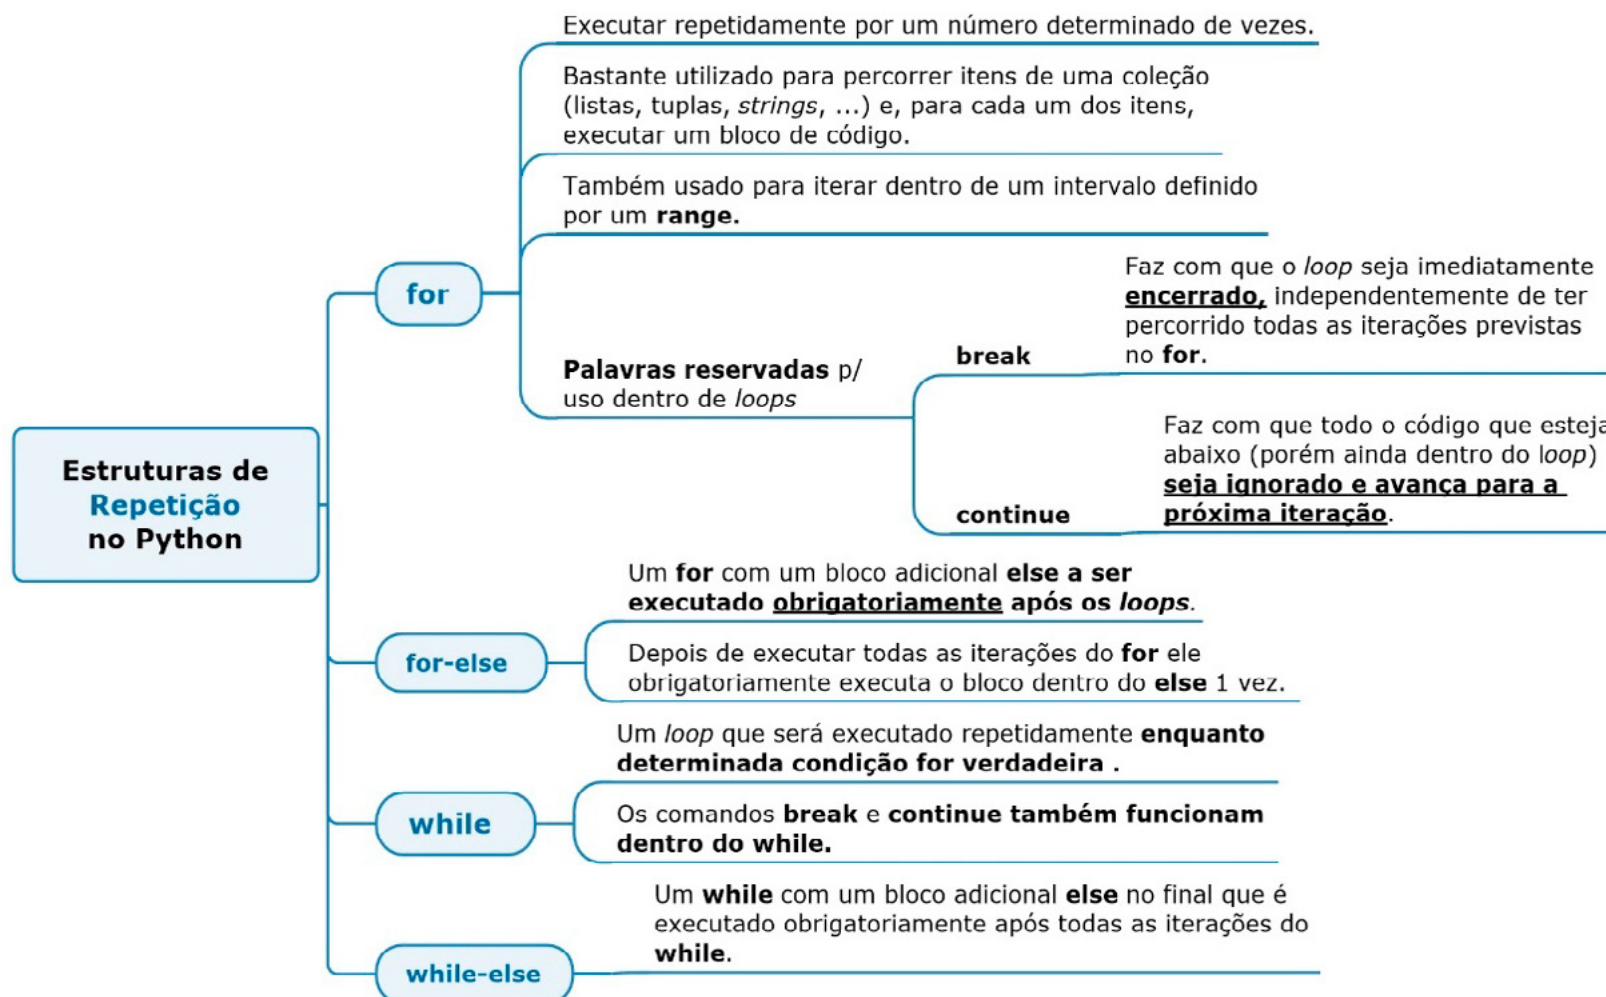 Executar repetidamente por um número determinado de vezes.
Bastante utilizado para percorrer itens de uma coleção
(listas, tuplas, strings, ...) e, para cada um dos itens,
executar um bloco de código.
Também usado para iterar dentro de um intervalo definido
por um range.
for
Palavras reservadas p/
uso dentro de loops
break
Faz com que o loop seja imediatamente
encerrado, independentemente de ter
percorrido todas as iterações previstas
no for.
continue
Faz com que todo o código que esteja
abaixo (porém ainda dentro do loop)
seja ignorado e avança para a
próxima iteração.
Estruturas de
Repetição
no Python
for-else
Um for com um bloco adicional else a ser
executado obrigatoriamente após os loops.
Depois de executar todas as iterações do for ele
obrigatoriamente executa o bloco dentro do else 1 vez.
while
Um loop que será executado repetidamente enquanto
determinada condição for verdadeira .
Os comandos break e continue também funcionam
dentro do while.
while-else
Um while com um bloco adicional else no final que é
executado obrigatoriamente após todas as iterações do
while.